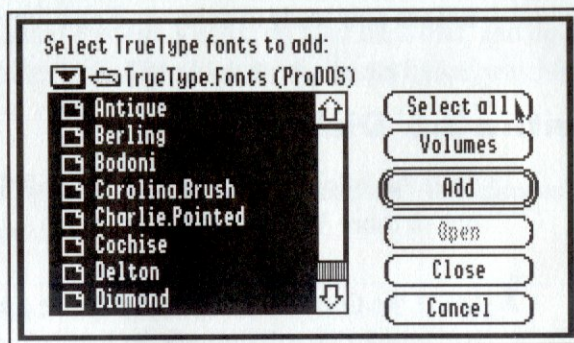 Select TrueType fonts to add:
TrueType.Fonts (ProDOS)
Antique
Berling
Bodoni
Carolina.Brush
Charlie.Pointed
Cochise
Delton
Diamond
Select all
Volumes
Add
Open
Close
Cancel